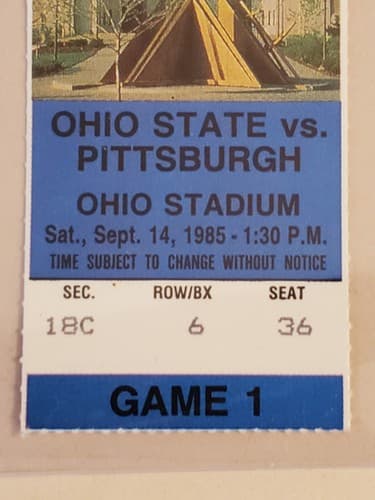 OHIO STATE vs.
PITTSBURGH
OHIO STADIUM
Sat., Sept. 14, 1985 - 1:30 P.M.
TIME SUBJECT TO CHANGE WITHOUT NOTICE
SEC. ROW/BX SEAT
18C 6 36
GAME 1